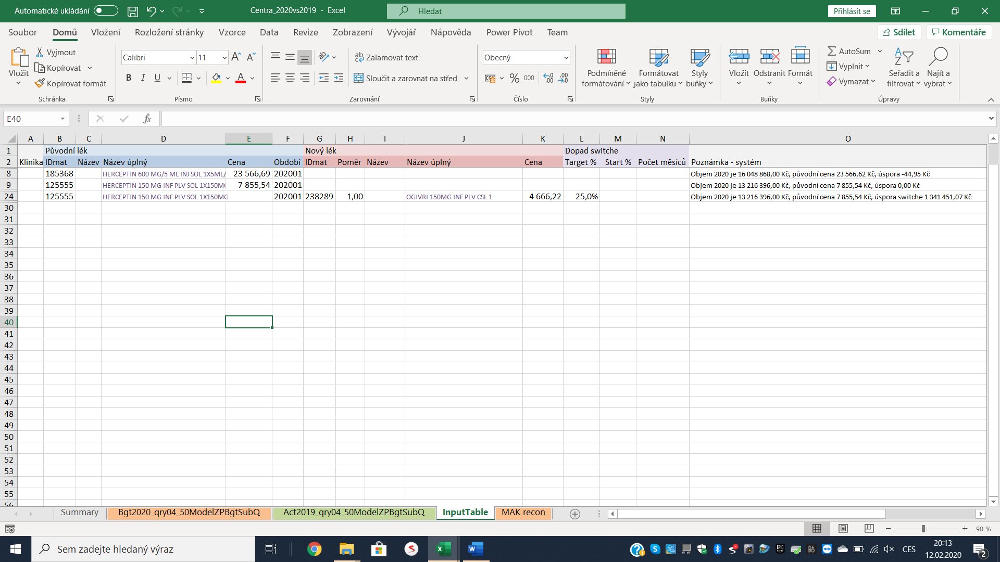 Automatické ukládání
Centra_2020vs2019 - Excel
Hledat
Přihlásit se
Soubor Domů Vložení Rozložení stránky Vzorce Data Revize Zobrazení Vývojář Nápověda Power Pivot Team
Sdílet
Komentáře
Vložit
Vyjmout
Kopírovat
Kopírovat formát
Schránka
Calibri 11
B I U
Písmo
Zalamovat text
Sloučit a zarovnat na střed
Zarovnání
Obecný
% 000
Číslo
Podmíněné formátování
Formátovat jako tabulku
Styly buňky
Styly
Vložit Odstranit Formát
Buňky
AutoSum
Vyplnit
Vymazat
Seřadit a filtrovat
Najít a vybrat
Úpravy
E40
fx
A B C D E F G H I J K L M N O
1 Původní lék Nový lék Dopad switche
2 Klinika IDmat Název Název úplný Cena Období IDmat Poměr Název Název úplný Cena Target % Start % Počet měsíců Poznámka - systém
8 185368 HERCEPTIN 600 MG/5 ML INJ SOL 1X5ML/ 23 566,69 202001 Objem 2020 je 16 048 868,00 Kč, původní cena 23 566,62 Kč, úspora -44,95 Kč
9 125555 HERCEPTIN 150 MG INF PLV SOL 1X150MG 7 855,54 202001 Objem 2020 je 13 216 396,00 Kč, původní cena 7 855,54 Kč, úspora 0,00 Kč
24 125555 HERCEPTIN 150 MG INF PLV SOL 1X150MG 202001 238289 1,00 OGIVRI 150MG INF PLV CSL 1 4 666,22 25,0% Objem 2020 je 13 216 396,00 Kč, původní cena 7 855,54 Kč, úspora switche 1 341 451,07 Kč
30
31
32
33
34
35
36
37
38
39
40
41
42
43
44
45
46
47
48
49
50
51
52
53
54
55
56
Summary Bgt2020_qry04_50ModelZPBgtSubQ Act2019_qry04_50ModelZPBgtSubQ InputTable MAK recon
90 %
Sem zadejte hledaný výraz
CES
20:13
12.02.2020
2